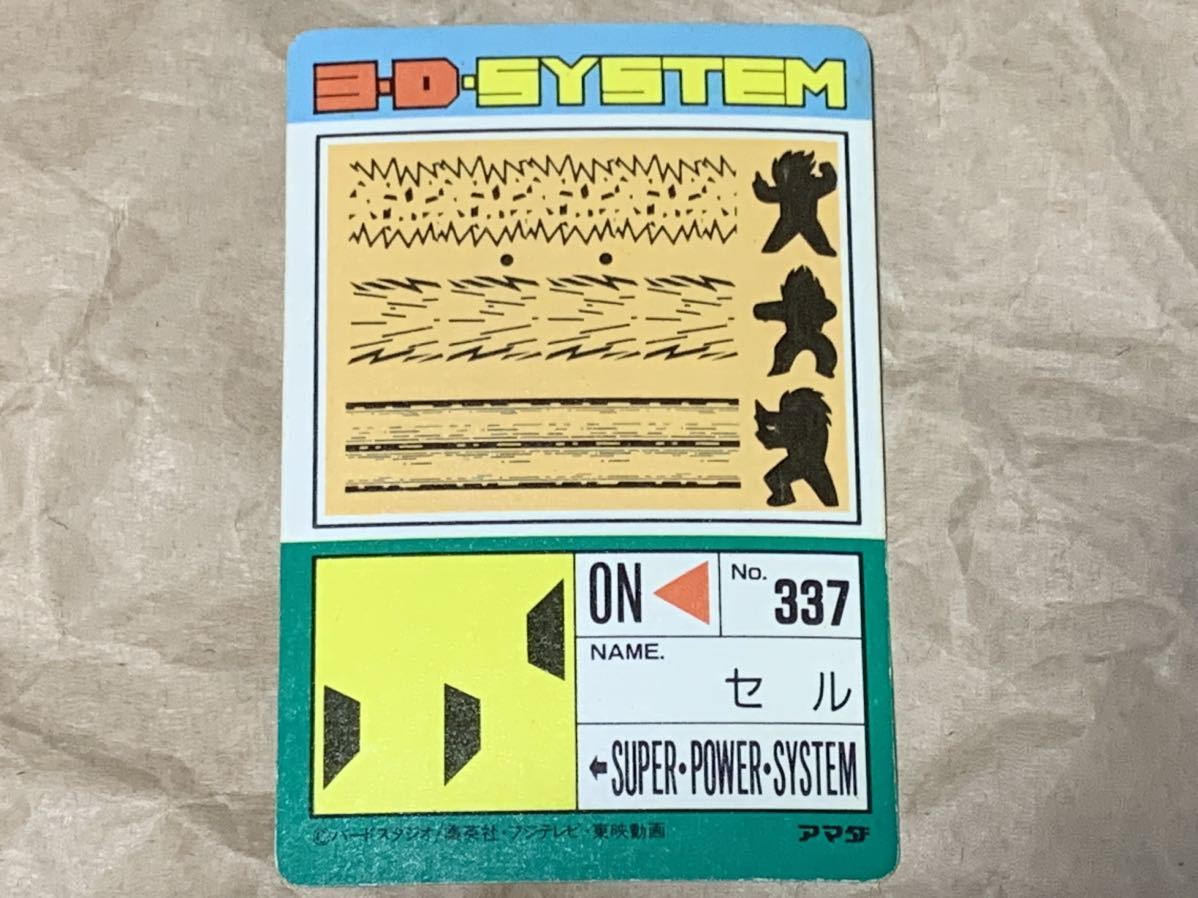 3・D・SYSTEM
ON
No. 337
NAME.
セル
←SUPER・POWER・SYSTEM
©バードスタジオ/集英社・フジテレビ・東映動画
アマダ